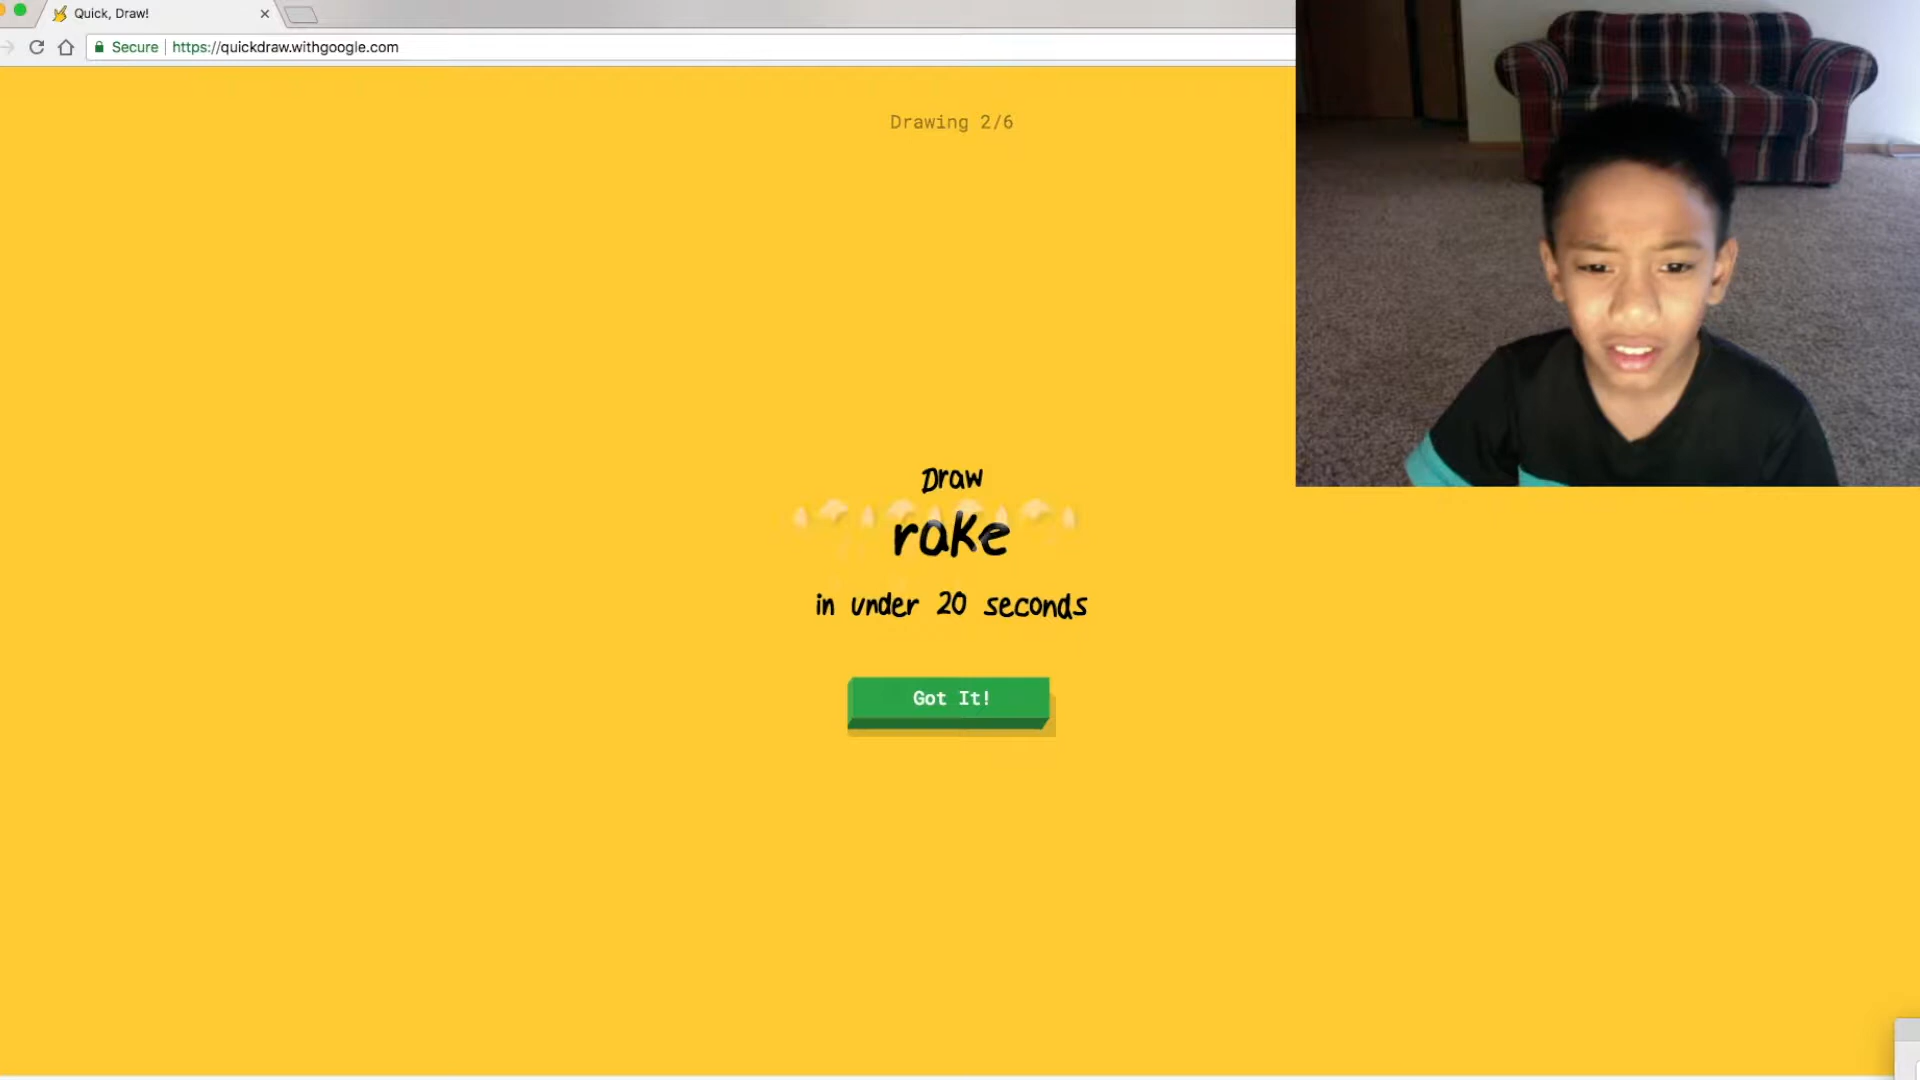 Quick, Draw!
Secure
https://quickdraw.withgoogle.com
Drawing 2/6
Draw
rake
in under 20 seconds
Got It!